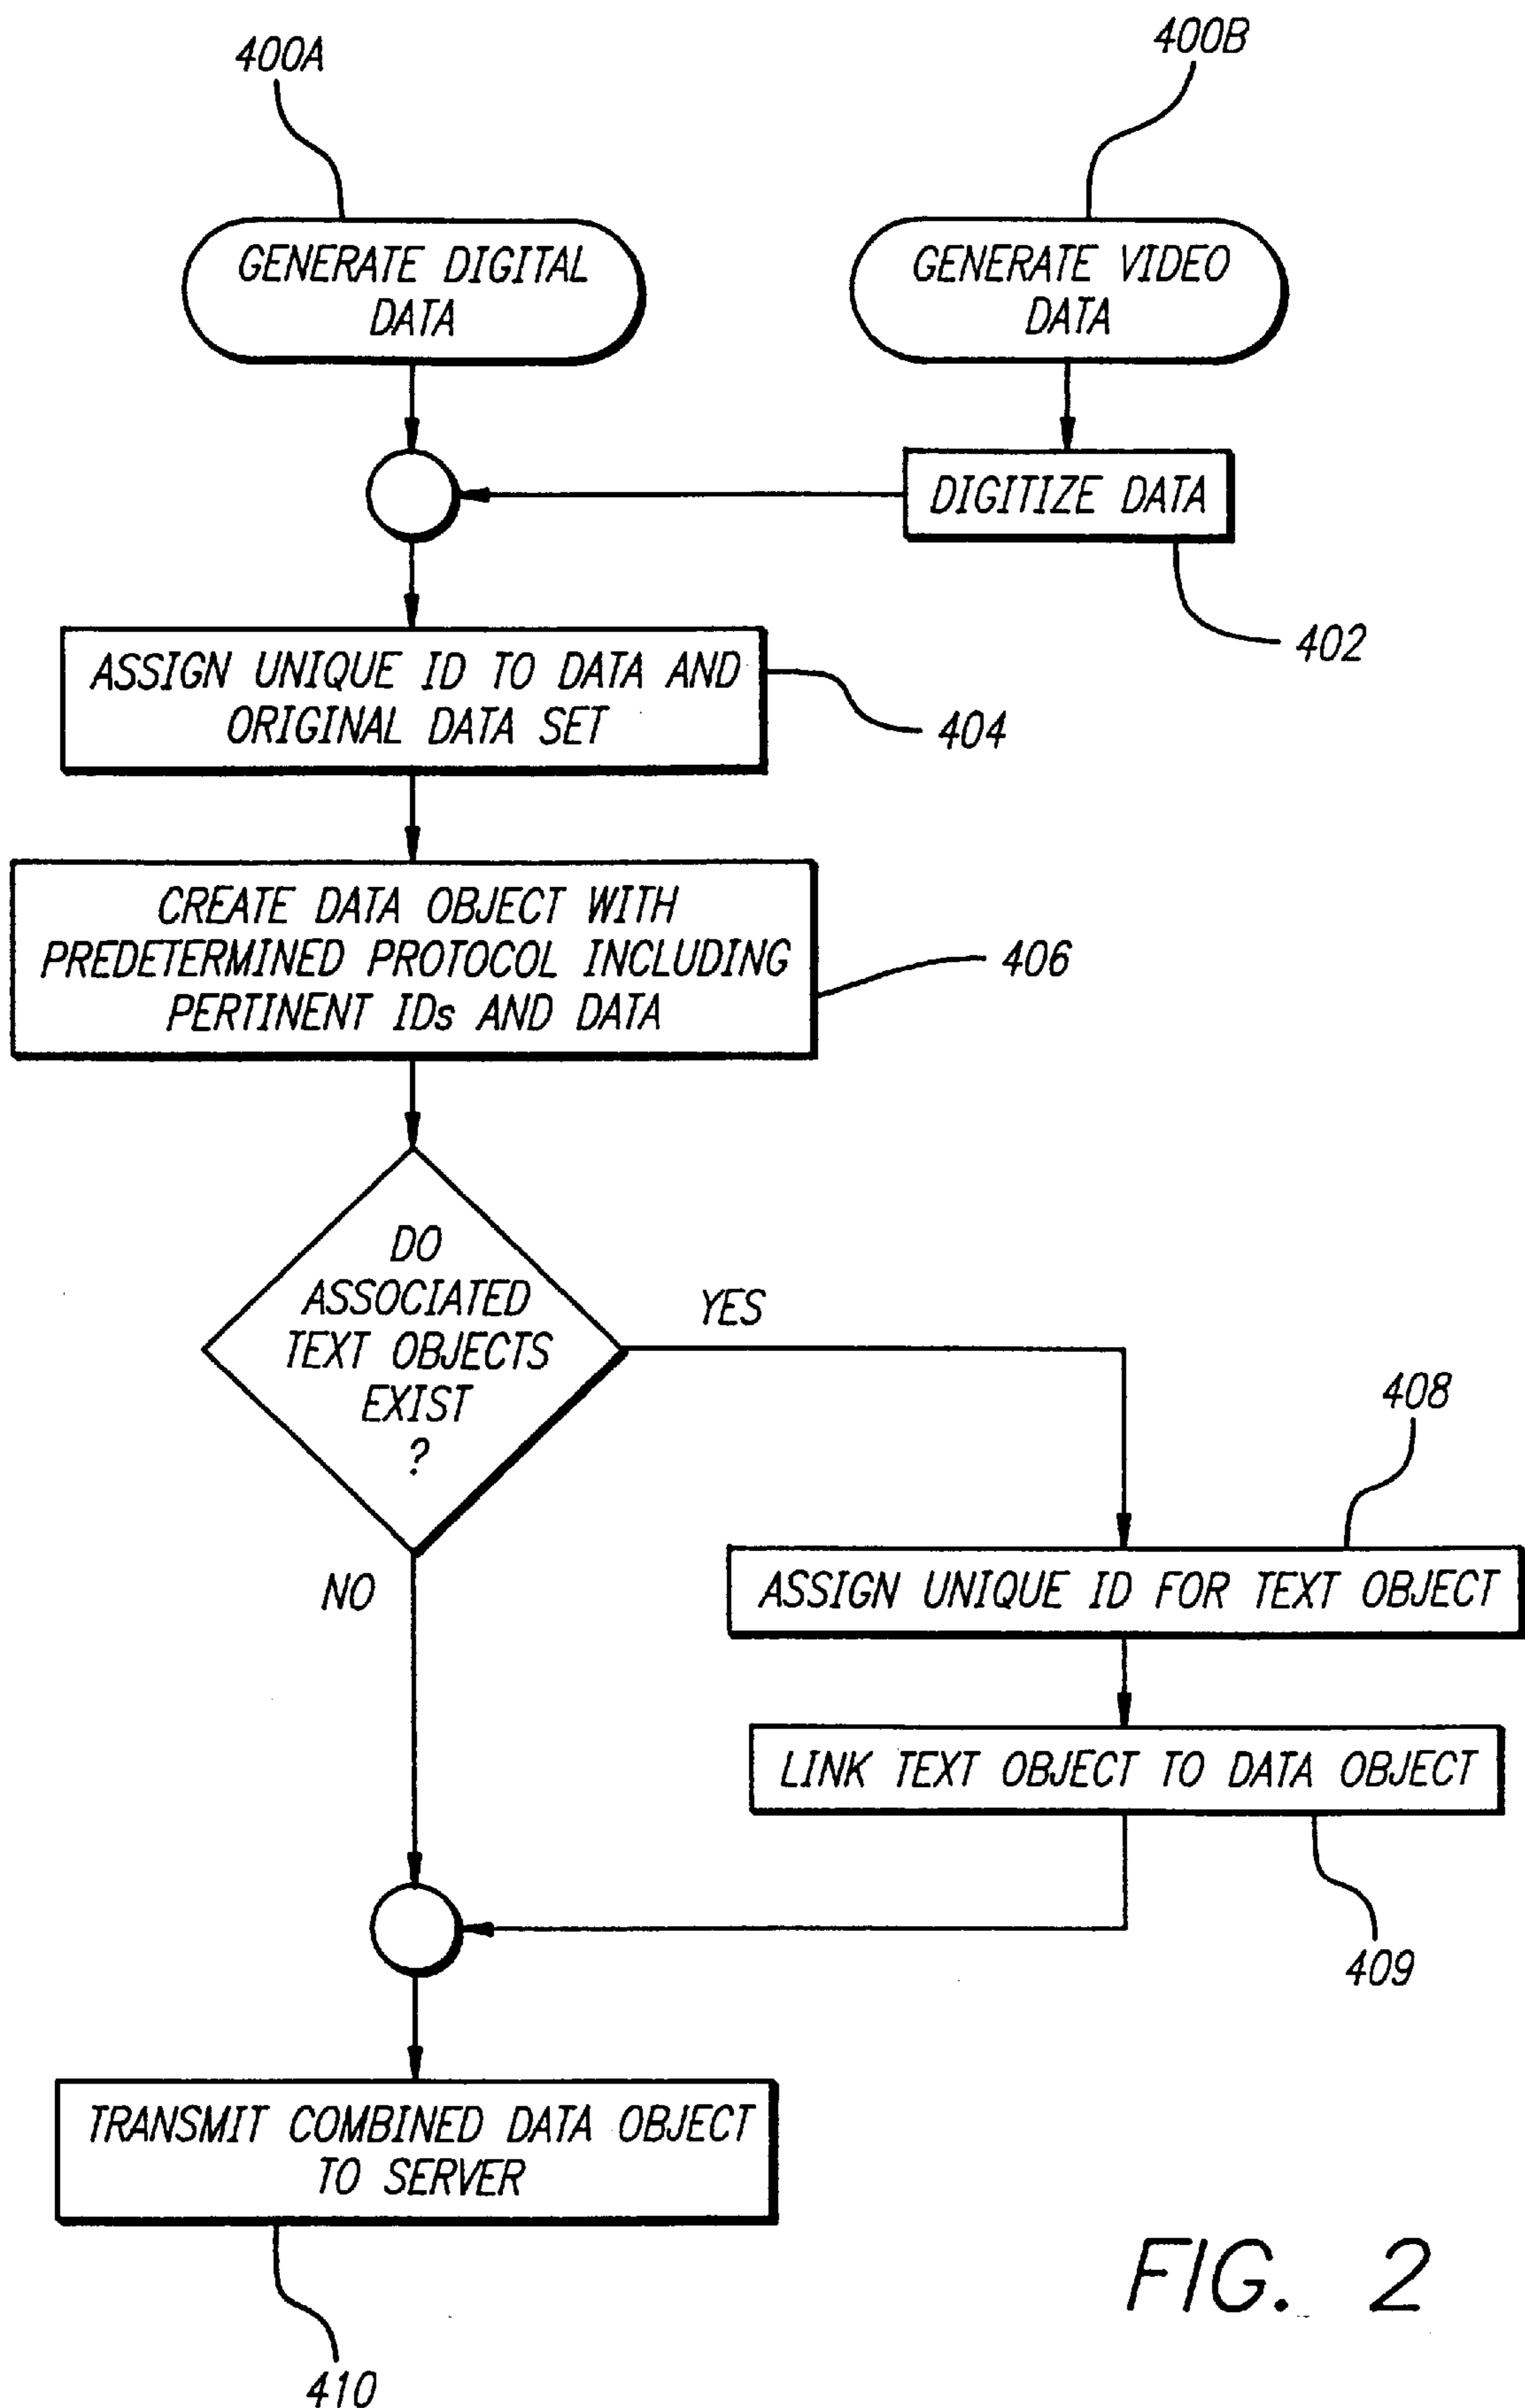 400A
400B
GENERATE DIGITAL
DATA
GENERATE VIDEO
DATA
DIGITIZE DATA
402
ASSIGN UNIQUE ID TO DATA AND
ORIGINAL DATA SET
404
CREATE DATA OBJECT WITH
PREDETERMINED PROTOCOL INCLUDING
PERTINENT IDs AND DATA
406
DO
ASSOCIATED
TEXT OBJECTS
EXIST
?
YES
408
NO
ASSIGN UNIQUE ID FOR TEXT OBJECT
LINK TEXT OBJECT TO DATA OBJECT
409
TRANSMIT COMBINED DATA OBJECT
TO SERVER
410
FIG. 2